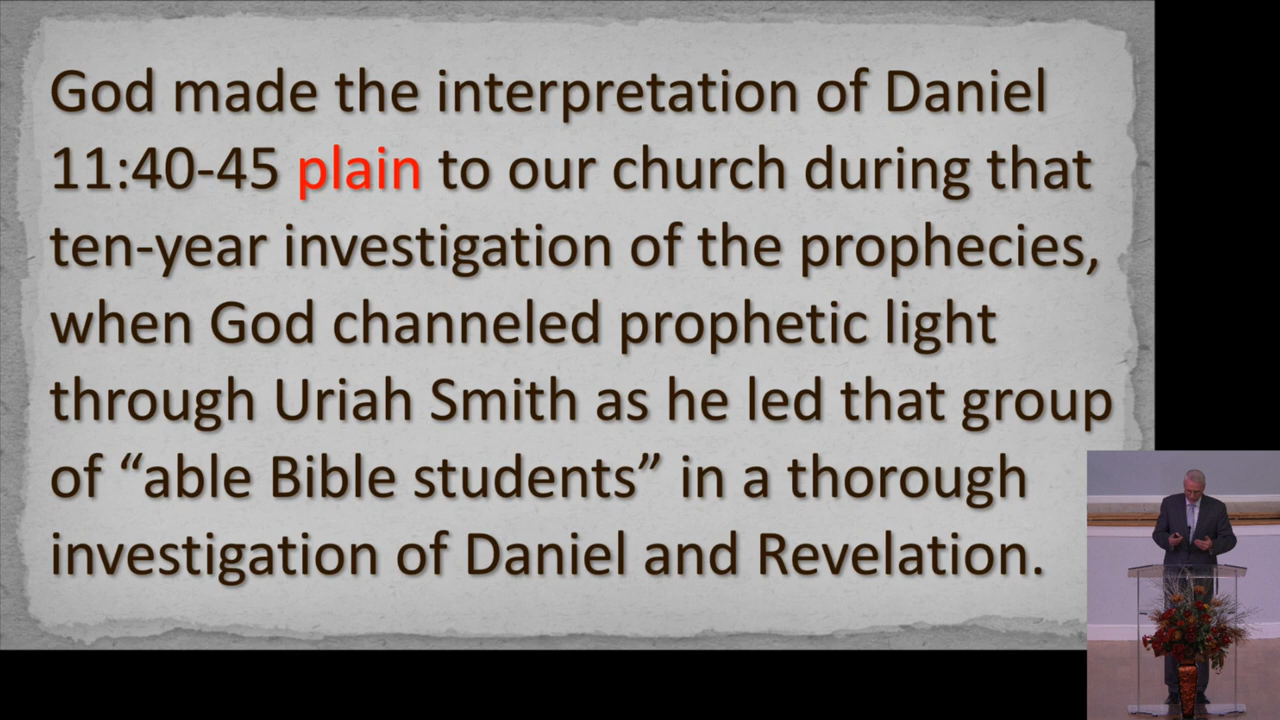 God made the interpretation of Daniel
11:40-45 plain to our church during that
ten-year investigation of the prophecies,
when God channeled prophetic light
through Uriah Smith as he led that group
of “able Bible students” in a thorough
investigation of Daniel and Revelation.